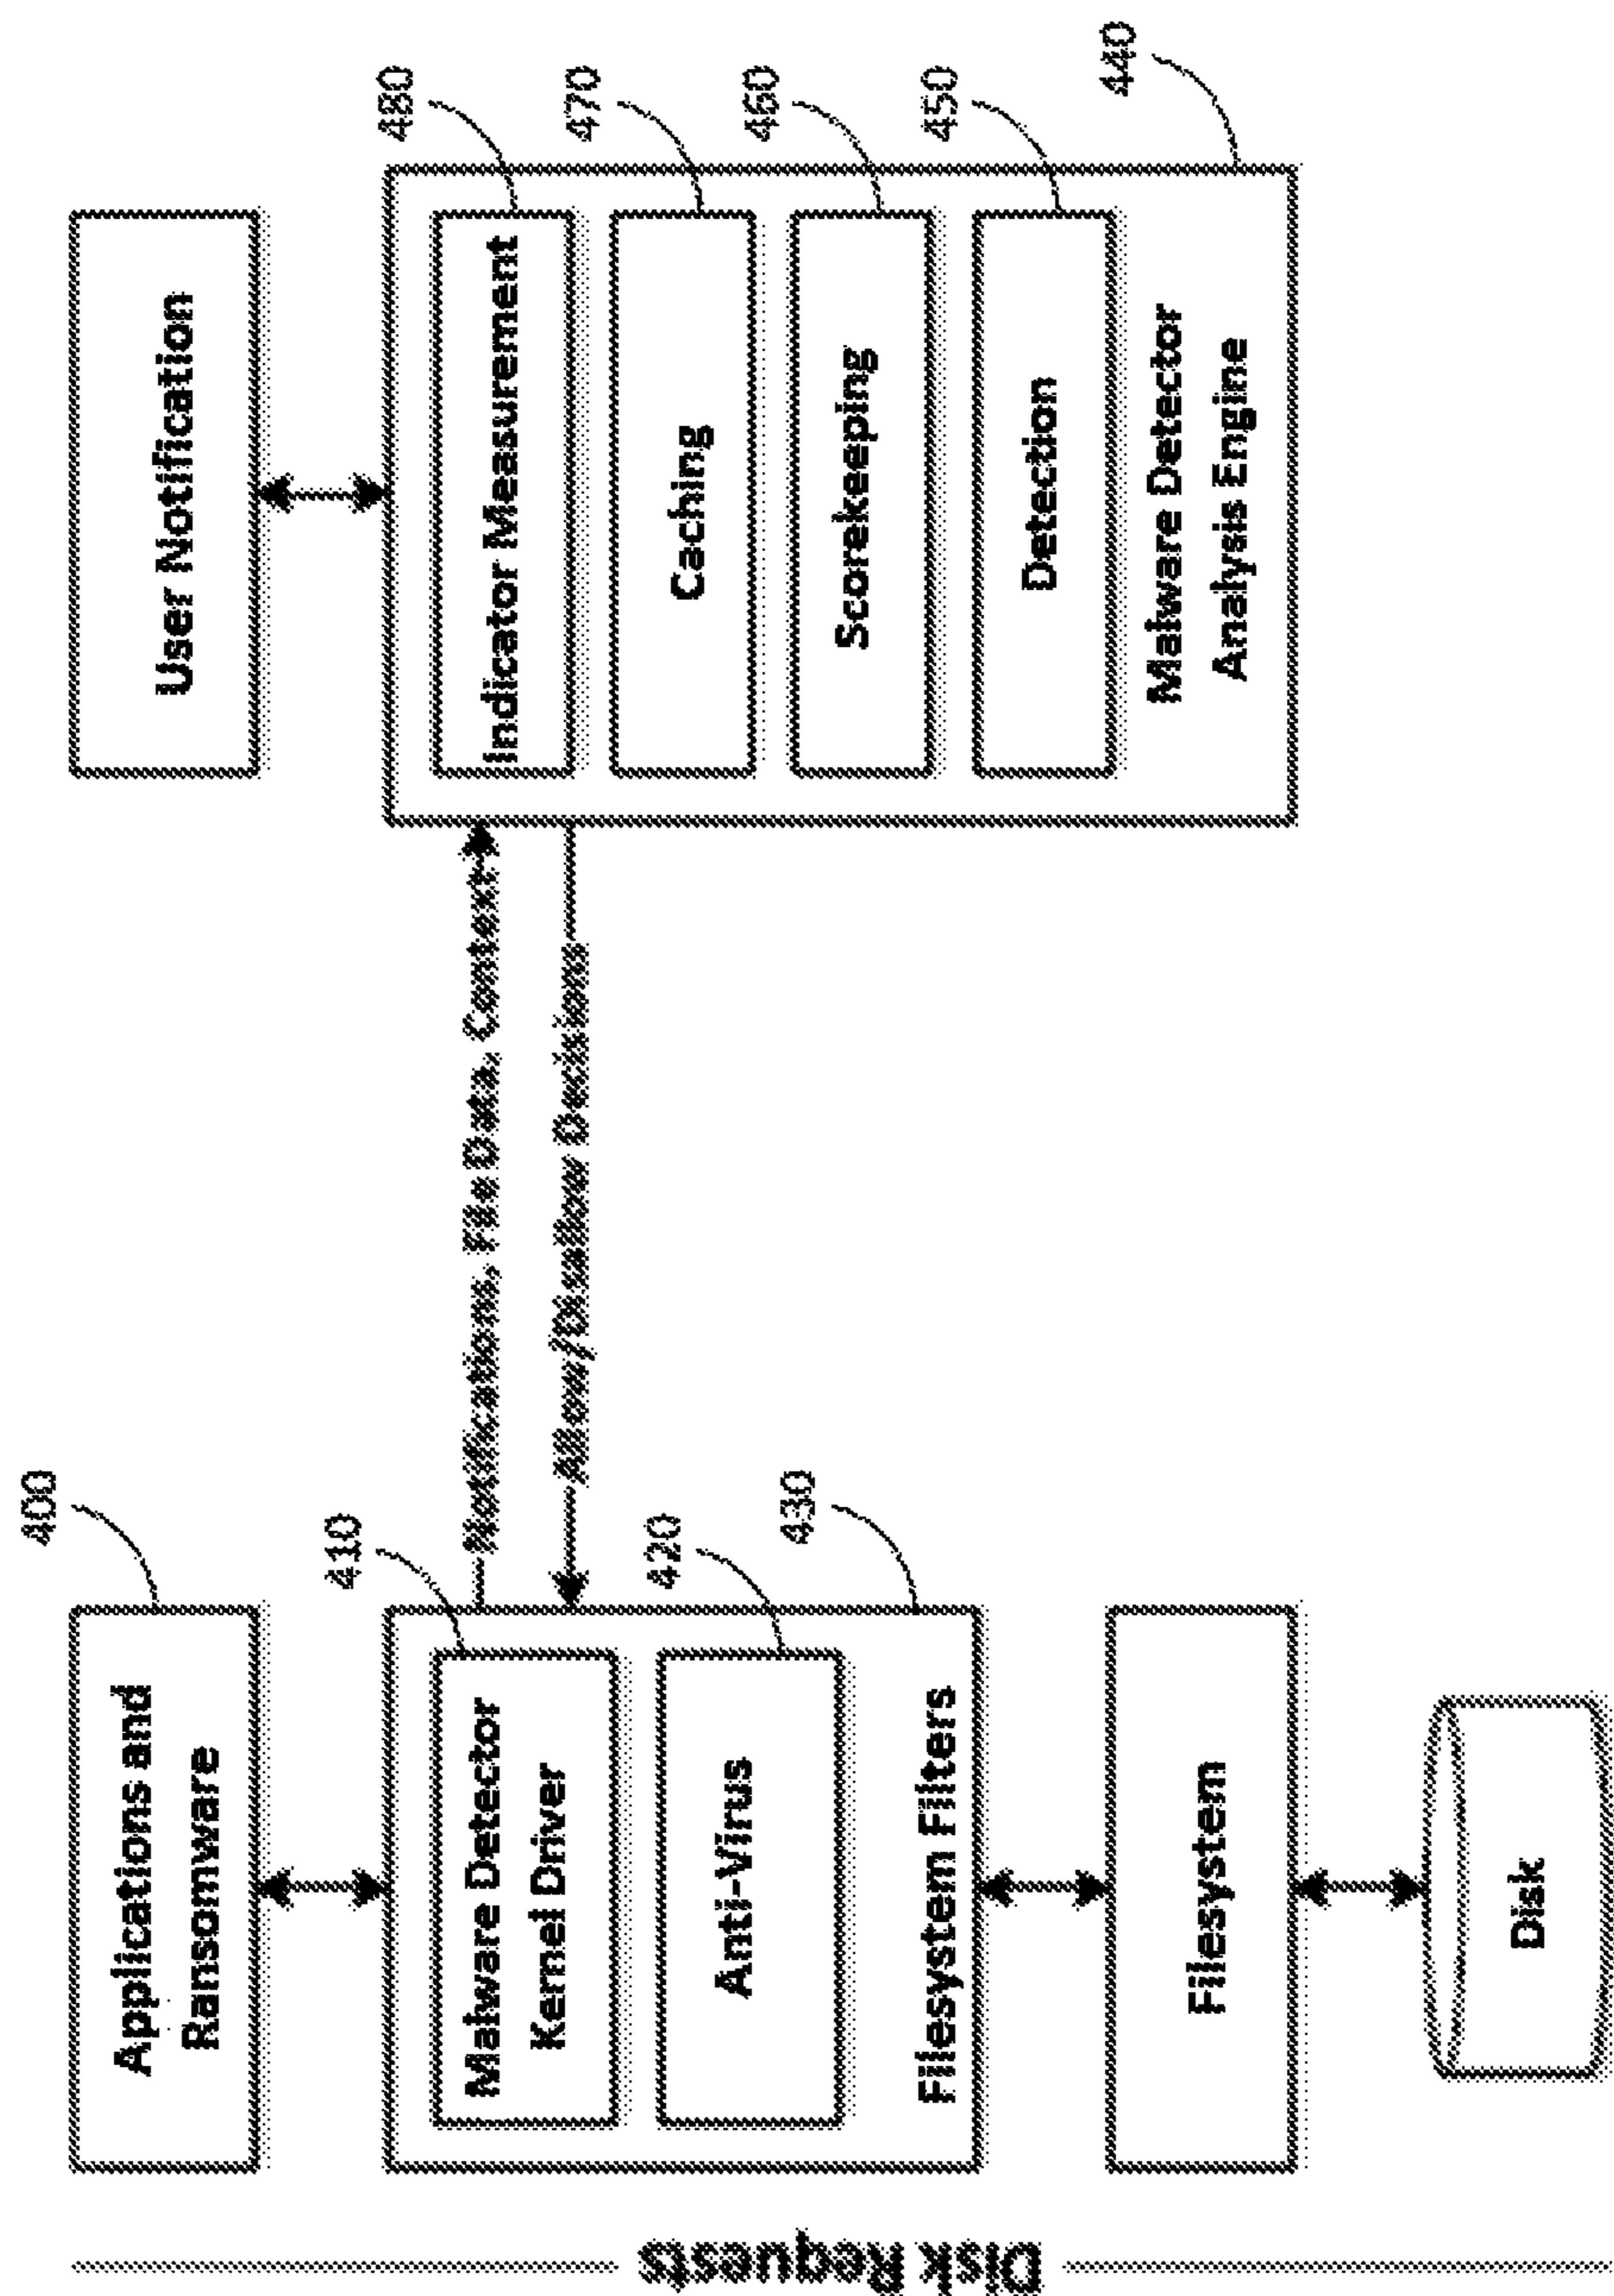 Disk Requests
400
Applications and
Ransomware
410
Malware Detector
Kernel Driver
420
Anti-Virus
430
Filesystem Filters
Filesystem
Disk
Notifications, File Data, Context
Allow/Disallow Decisions
User Notification
480
Indicator Measurement
470
Caching
460
Scorekeeping
450
Detection
440
Malware Detector
Analysis Engine